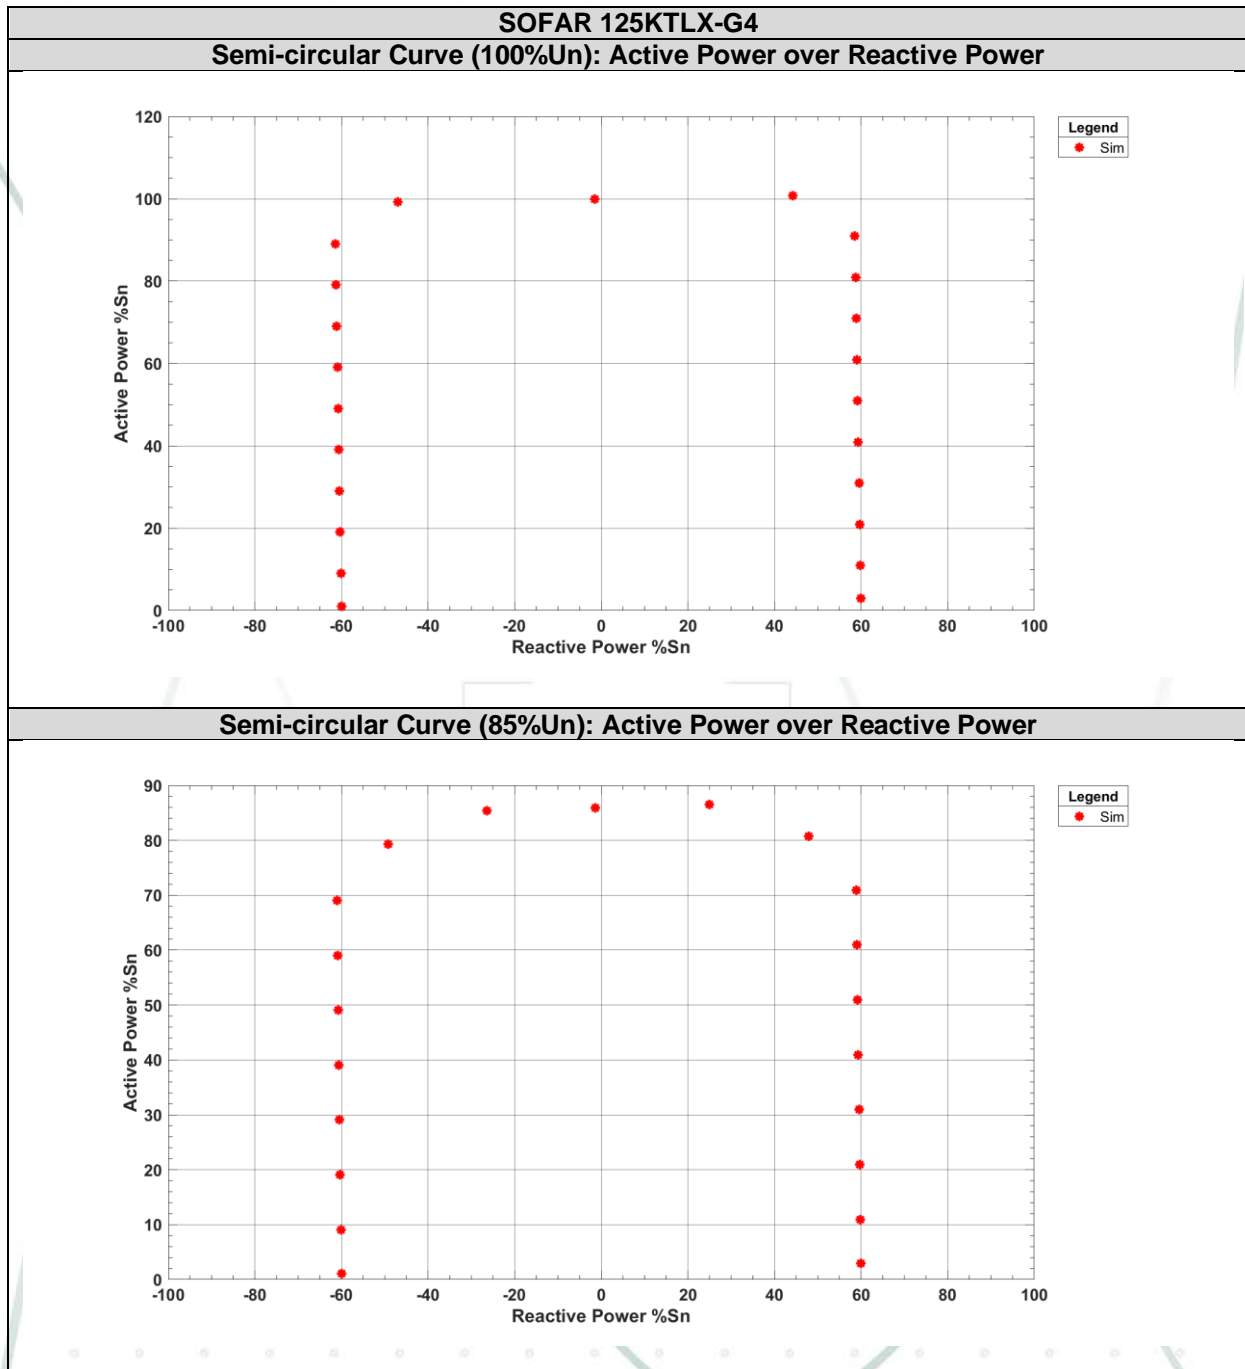 SOFAR 125KTLX-G4
Semi-circular Curve (100%Un): Active Power over Reactive Power
120
100
80
60
40
20
0
Active Power %Sn
-100 -80 -60 -40 -20 0 20 40 60 80 100
Reactive Power %Sn
Legend
Sim
Semi-circular Curve (85%Un): Active Power over Reactive Power
90
80
70
60
50
40
30
20
10
0
Active Power %Sn
-100 -80 -60 -40 -20 0 20 40 60 80 100
Reactive Power %Sn
Legend
Sim